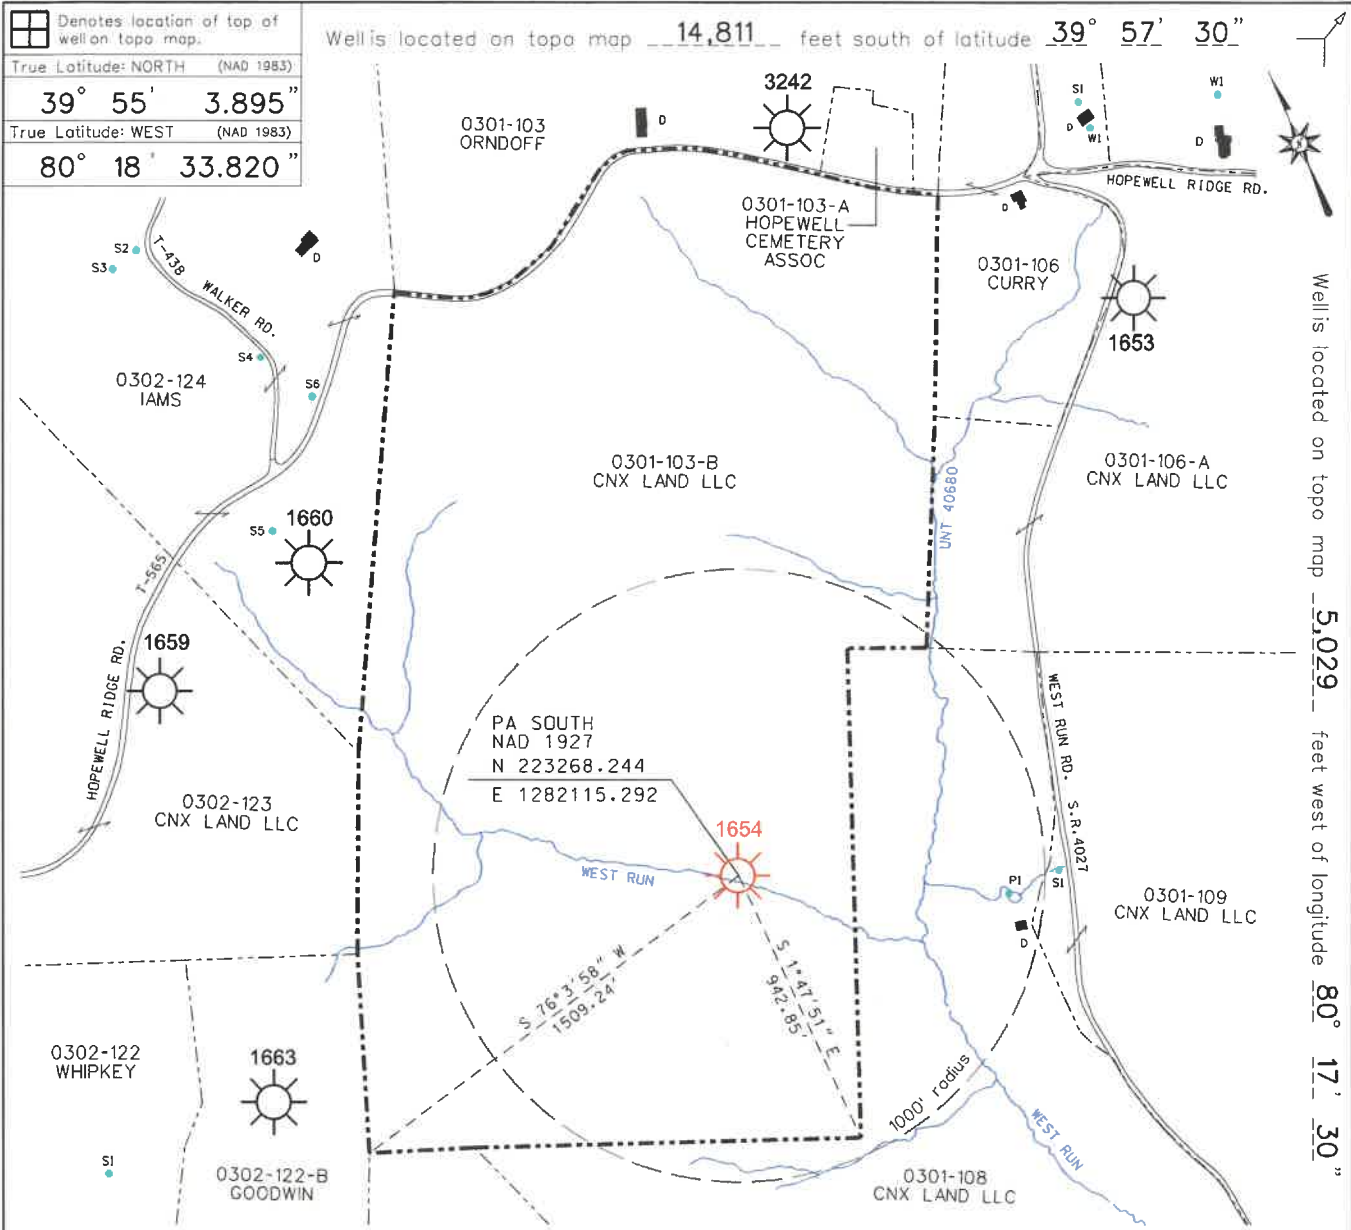 Denotes location of top of
well on topo map.
True Latitude: NORTH (NAD 1983)
39° 55' 3.895"
True Latitude: WEST (NAD 1983)
80° 18' 33.820"
Well is located on topo map 14,811 feet south of latitude 39° 57' 30"
3242
0301-103
ORNDOFF
D
S1
D
W1
W1
D
HOPEWELL RIDGE RD.
0301-103-A
HOPEWELL
CEMETERY
ASSOC
D
0301-106
CURRY
1653
S2
S3
T-438 WALKER RD.
D
S4
S6
0302-124
IAMS
0301-103-B
CNX LAND LLC
0301-106-A
CNX LAND LLC
UNT 40680
1660
S5
T-565
1659
HOPEWELL RIDGE RD.
PA SOUTH
NAD 1927
N 223268.244
E 1282115.292
1654
WEST RUN
WEST RUN RD. S.R. 4027
0302-123
CNX LAND LLC
P1
S1
D
0301-109
CNX LAND LLC
S 76°3'58" W
1509.24'
S 1°47'51" E
942.85'
0302-122
WHIPKEY
1663
S1
0302-122-B
GOODWIN
1000' radius
WEST RUN
0301-108
CNX LAND LLC
Well is located on topo map 5,029 feet west of longitude 80° 17' 30"